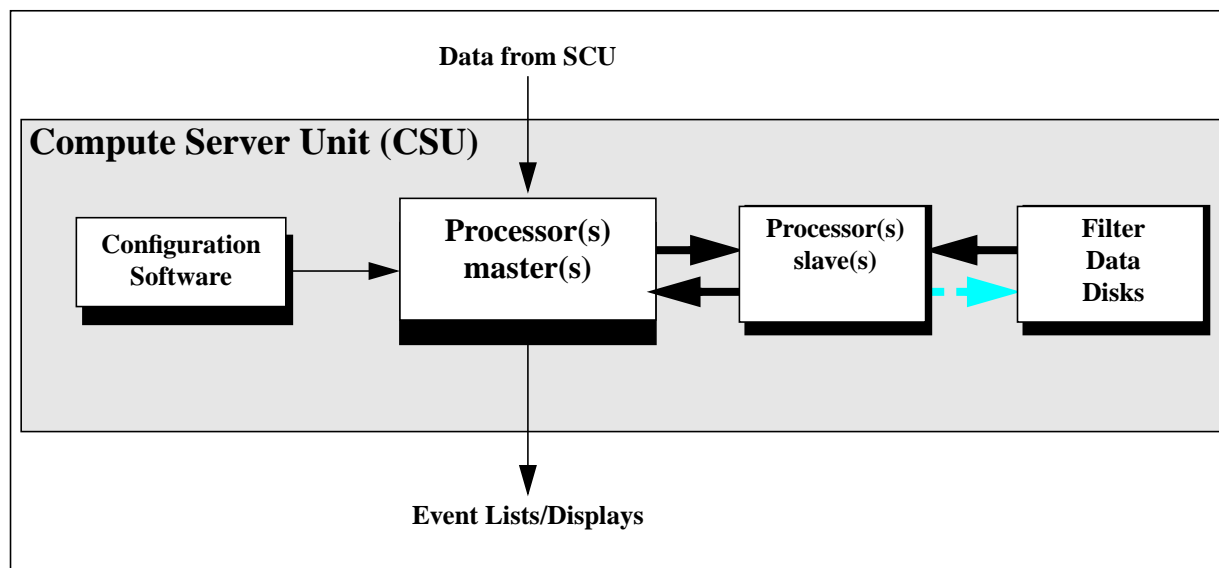 Data from SCU
Compute Server Unit (CSU)
Configuration
Software
Processor(s)
master(s)
Processor(s)
slave(s)
Filter
Data
Disks
Event Lists/Displays